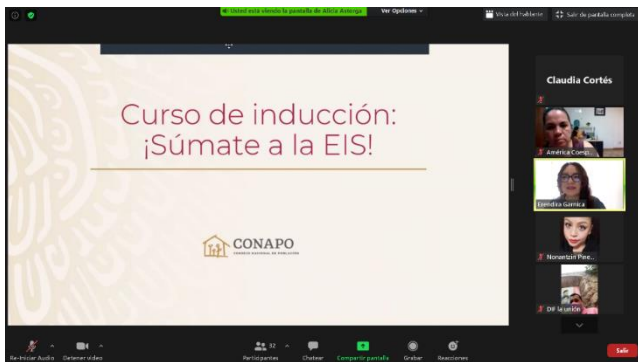 Usted está viendo la pantalla de Alicia Astorga
Ver Opciones
Vista del hablante
Salir de pantalla completa
Curso de inducción:
¡Súmate a la EIS!
CONAPO
CONSEJO NACIONAL DE POBLACIÓN
Claudia Cortés
América Coesp...
Erendira Garnica
Nonantzin Pine...
DIF la unión
Re-Iniciar Audio
Detener video
Participantes
32
Chatear
Compartir pantalla
Grabar
Reacciones
Salir